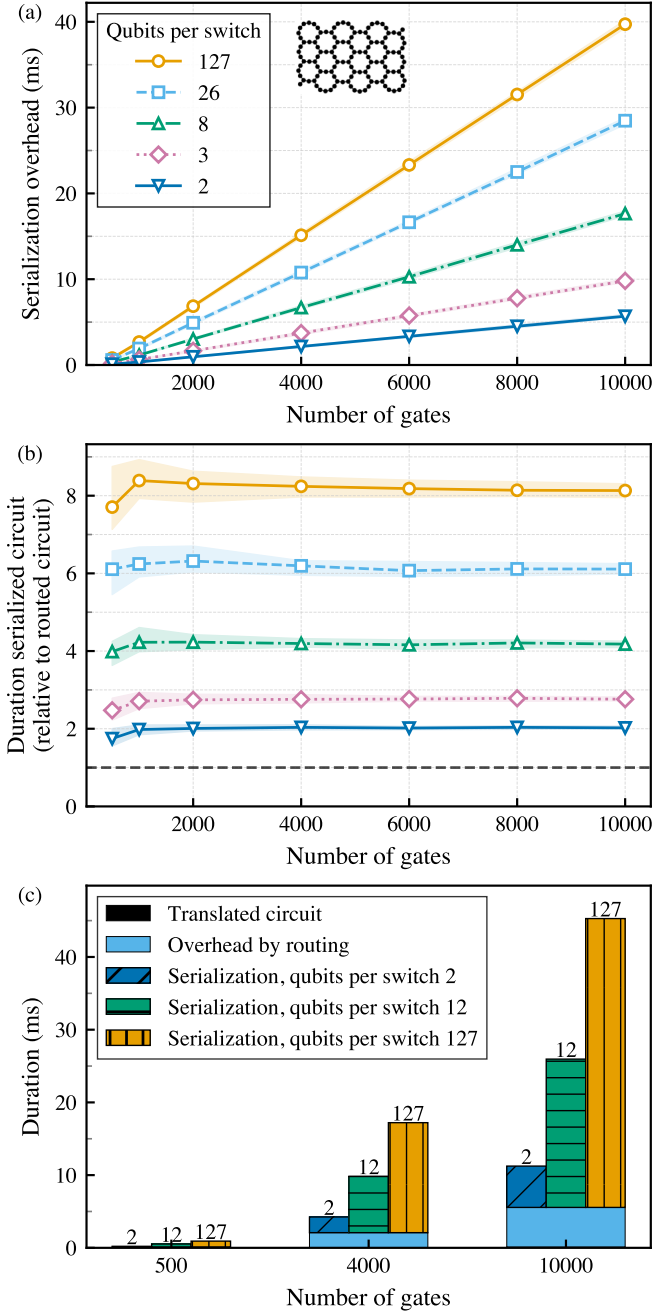 (a)
Serialization overhead (ms)
40
30
20
10
0
Qubits per switch
127
26
8
3
2
2000 4000 6000 8000 10000
Number of gates
(b)
Duration serialized circuit
(relative to routed circuit)
8
6
4
2
0
2000 4000 6000 8000 10000
Number of gates
(c)
Duration (ms)
40
30
20
10
0
Translated circuit
Overhead by routing
Serialization, qubits per switch 2
Serialization, qubits per switch 12
Serialization, qubits per switch 127
2 12 127
2 12 127
2 12 127
500 4000 10000
Number of gates